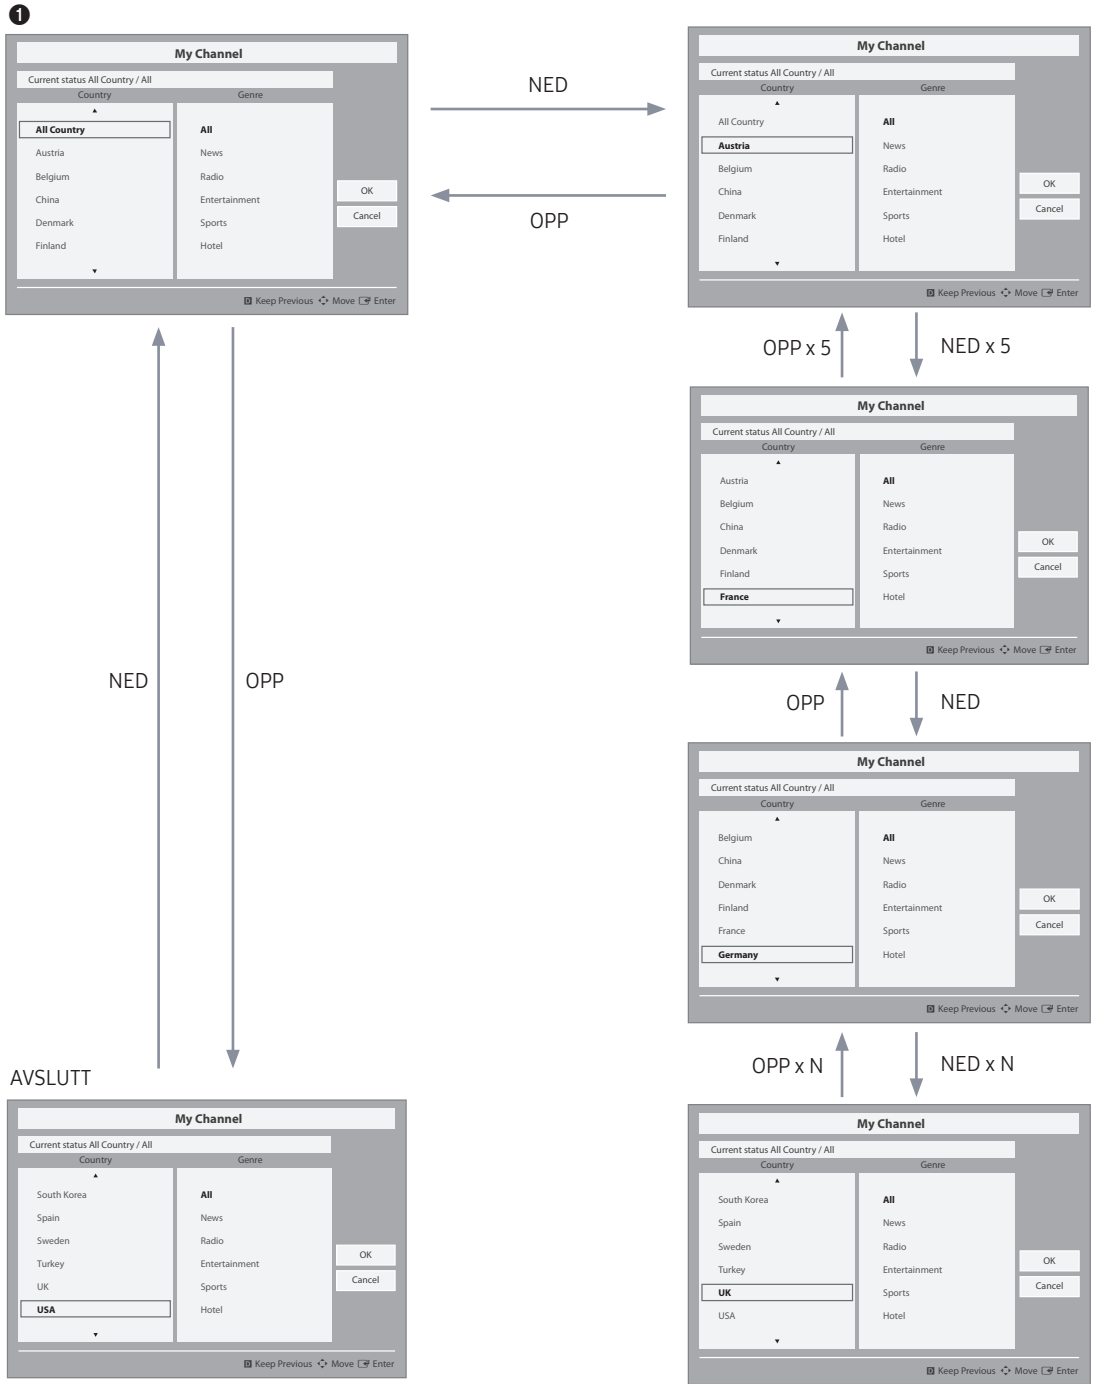 ❶
My Channel
Current status All Country / All
Country Genre
All Country All
Austria News
Belgium Radio
China Entertainment
Denmark Sports
Finland Hotel
OK
Cancel
D Keep Previous Move Enter
NED
OPP
My Channel
Current status All Country / All
Country Genre
All Country All
Austria News
Belgium Radio
China Entertainment
Denmark Sports
Finland Hotel
OK
Cancel
D Keep Previous Move Enter
OPP x 5 NED x 5
My Channel
Current status All Country / All
Country Genre
Austria All
Belgium News
China Radio
Denmark Entertainment
Finland Sports
France Hotel
OK
Cancel
D Keep Previous Move Enter
NED OPP
OPP NED
My Channel
Current status All Country / All
Country Genre
Belgium All
China News
Denmark Radio
Finland Entertainment
France Sports
Germany Hotel
OK
Cancel
D Keep Previous Move Enter
OPP x N NED x N
AVSLUTT
My Channel
Current status All Country / All
Country Genre
South Korea All
Spain News
Sweden Radio
Turkey Entertainment
UK Sports
USA Hotel
OK
Cancel
D Keep Previous Move Enter
My Channel
Current status All Country / All
Country Genre
South Korea All
Spain News
Sweden Radio
Turkey Entertainment
UK Sports
USA Hotel
OK
Cancel
D Keep Previous Move Enter